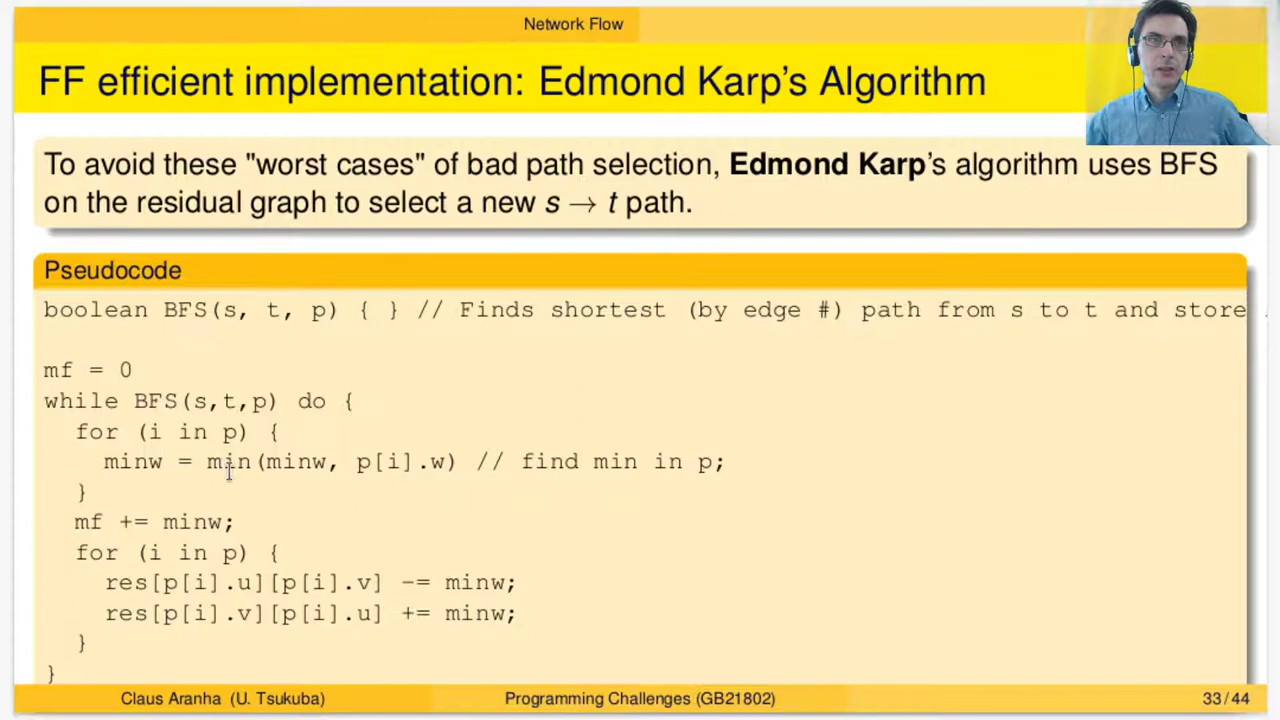 Network Flow
FF efficient implementation: Edmond Karp's Algorithm
To avoid these "worst cases" of bad path selection, Edmond Karp's algorithm uses BFS
on the residual graph to select a new s → t path.
Pseudocode
boolean BFS(s, t, p) { } // Finds shortest (by edge #) path from s to t and store
mf = 0
while BFS(s,t,p) do {
for (i in p) {
minw = min(minw, p[i].w) // find min in p;
}
mf += minw;
for (i in p) {
res[p[i].u][p[i].v] -= minw;
res[p[i].v][p[i].u] += minw;
}
}
Claus Aranha (U. Tsukuba)
Programming Challenges (GB21802)
33 / 44